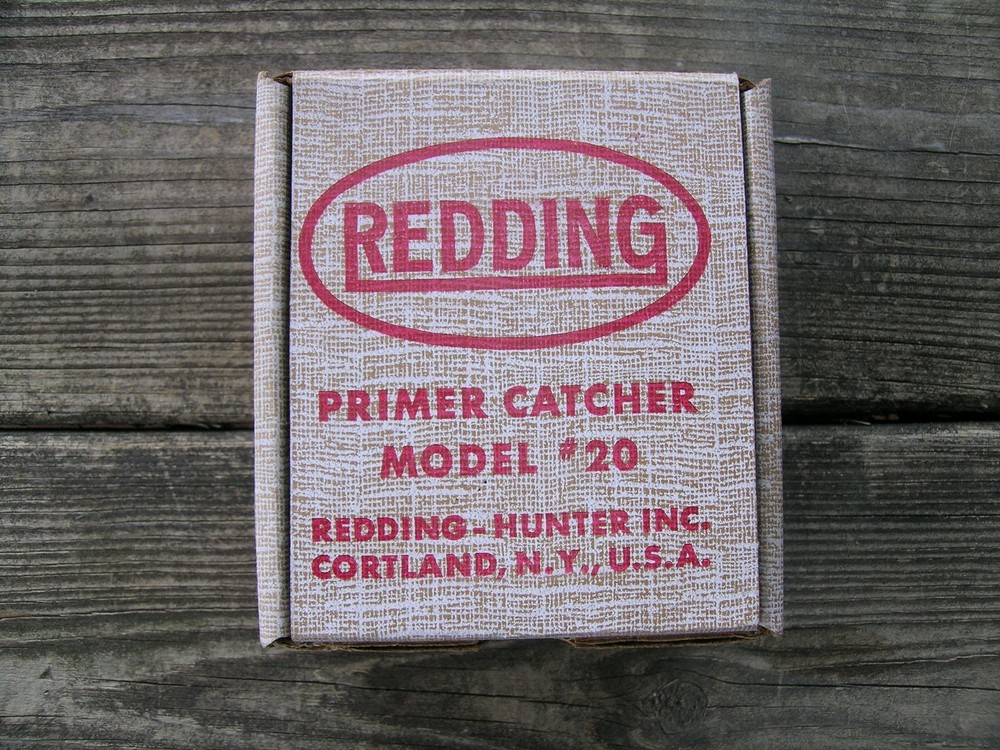 REDDING
PRIMER CATCHER
MODEL #20
REDDING-HUNTER INC.
CORTLAND, N.Y., U.S.A.